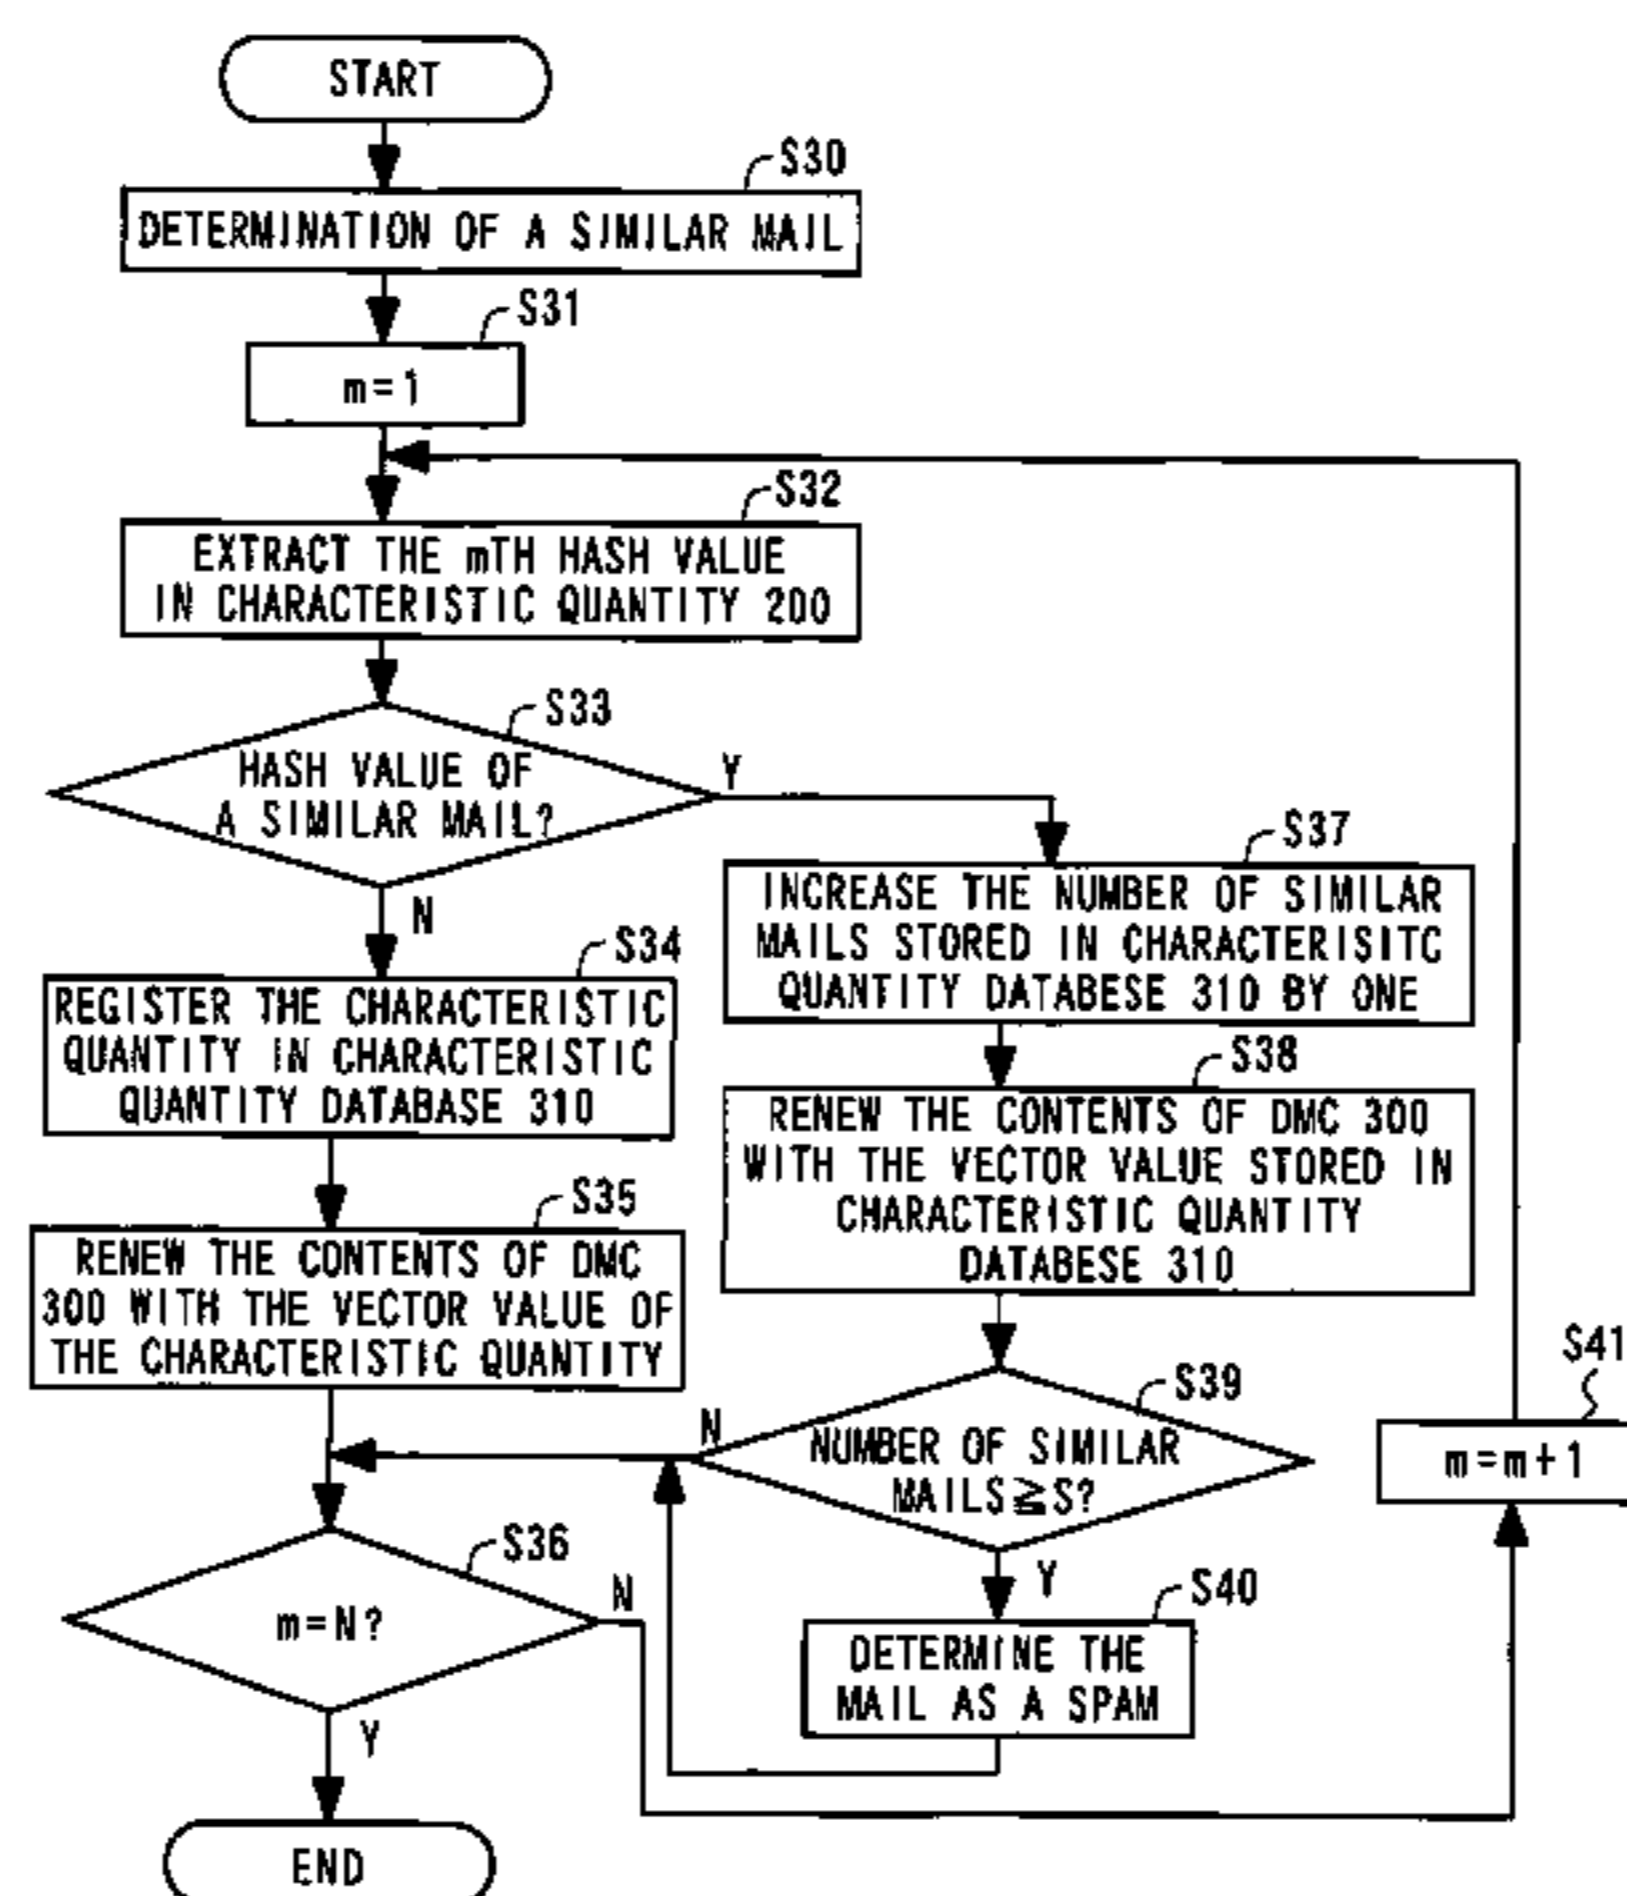 START
S30
DETERMINATION OF A SIMILAR MAIL
S31
m=1
S32
EXTRACT THE mTH HASH VALUE
IN CHARACTERISTIC QUANTITY 200
S33
HASH VALUE OF
A SIMILAR MAIL?
Y
N
S34
REGISTER THE CHARACTERISTIC
QUANTITY IN CHARACTERISTIC
QUANTITY DATABASE 310
S35
RENEW THE CONTENTS OF DMC
300 WITH THE VECTOR VALUE OF
THE CHARACTERISTIC QUANTITY
S36
m=N?
N
Y
END
S37
INCREASE THE NUMBER OF SIMILAR
MAILS STORED IN CHARACTERISITC
QUANTITY DATABESE 310 BY ONE
S38
RENEW THE CONTENTS OF DMC 300
WITH THE VECTOR VALUE STORED IN
CHARACTERISTIC QUANTITY
DATABESE 310
S39
NUMBER OF SIMILAR
MAILS≧S?
N
Y
S40
DETERMINE THE
MAIL AS A SPAM
S41
m=m+1